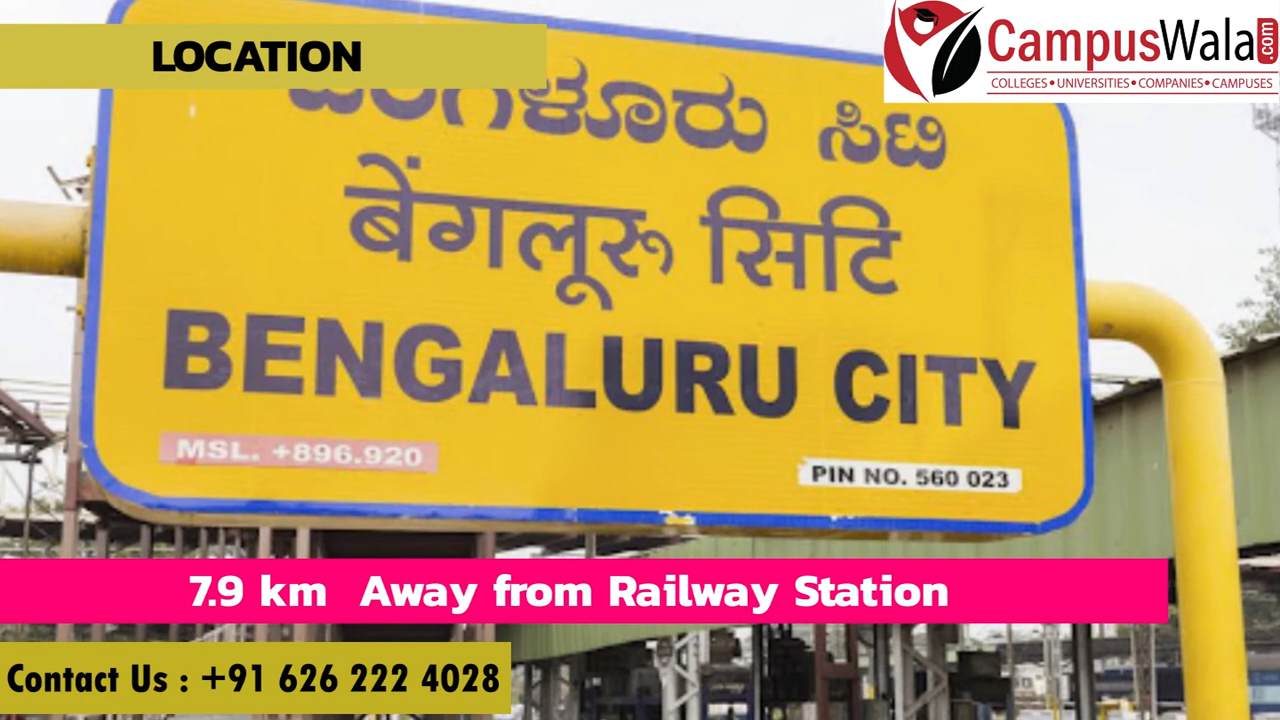 LOCATION
CampusWala.com
COLLEGES • UNIVERSITIES • COMPANIES • CAMPUSES
ಬೆಂಗಳೂರು ಸಿಟಿ
बेंगलूरू सिटि
BENGALURU CITY
MSL. +896.920
PIN NO. 560 023
7.9 km Away from Railway Station
Contact Us : +91 626 222 4028